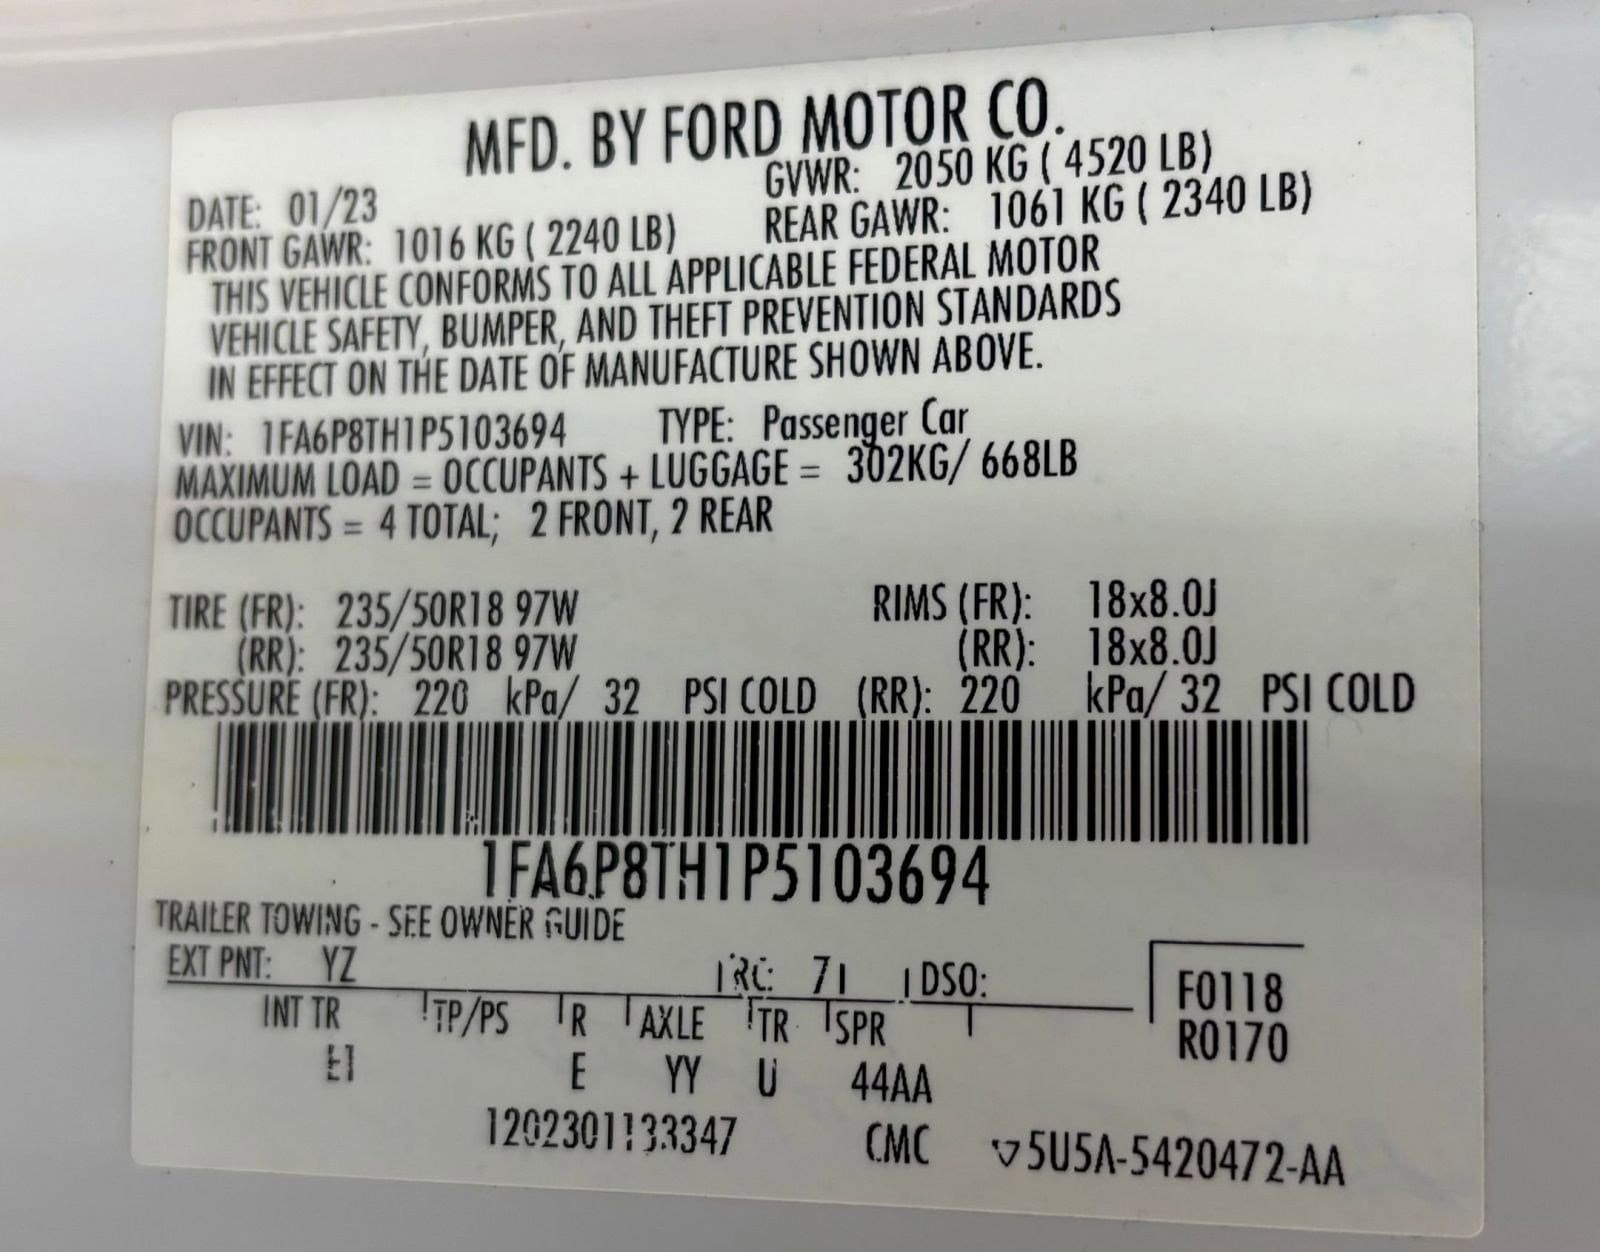 MFD. BY FORD MOTOR CO.
DATE: 01/23 GVWR: 2050 KG ( 4520 LB)
FRONT GAWR: 1016 KG ( 2240 LB) REAR GAWR: 1061 KG ( 2340 LB)
THIS VEHICLE CONFORMS TO ALL APPLICABLE FEDERAL MOTOR
VEHICLE SAFETY, BUMPER, AND THEFT PREVENTION STANDARDS
IN EFFECT ON THE DATE OF MANUFACTURE SHOWN ABOVE.
VIN: 1FA6P8TH1P5103694 TYPE: Passenger Car
MAXIMUM LOAD = OCCUPANTS + LUGGAGE = 302KG/ 668LB
OCCUPANTS = 4 TOTAL; 2 FRONT, 2 REAR
TIRE (FR): 235/50R18 97W RIMS (FR): 18x8.0J
(RR): 235/50R18 97W (RR): 18x8.0J
PRESSURE (FR): 220 kPa/ 32 PSI COLD (RR): 220 kPa/ 32 PSI COLD
1FA6P8TH1P5103694
TRAILER TOWING - SEE OWNER GUIDE
EXT PNT: YZ RC: 71 DSO: F0118
INT TR TP/PS R AXLE TR SPR R0170
E YY U 44AA
1202301133347 CMC 5U5A-5420472-AA